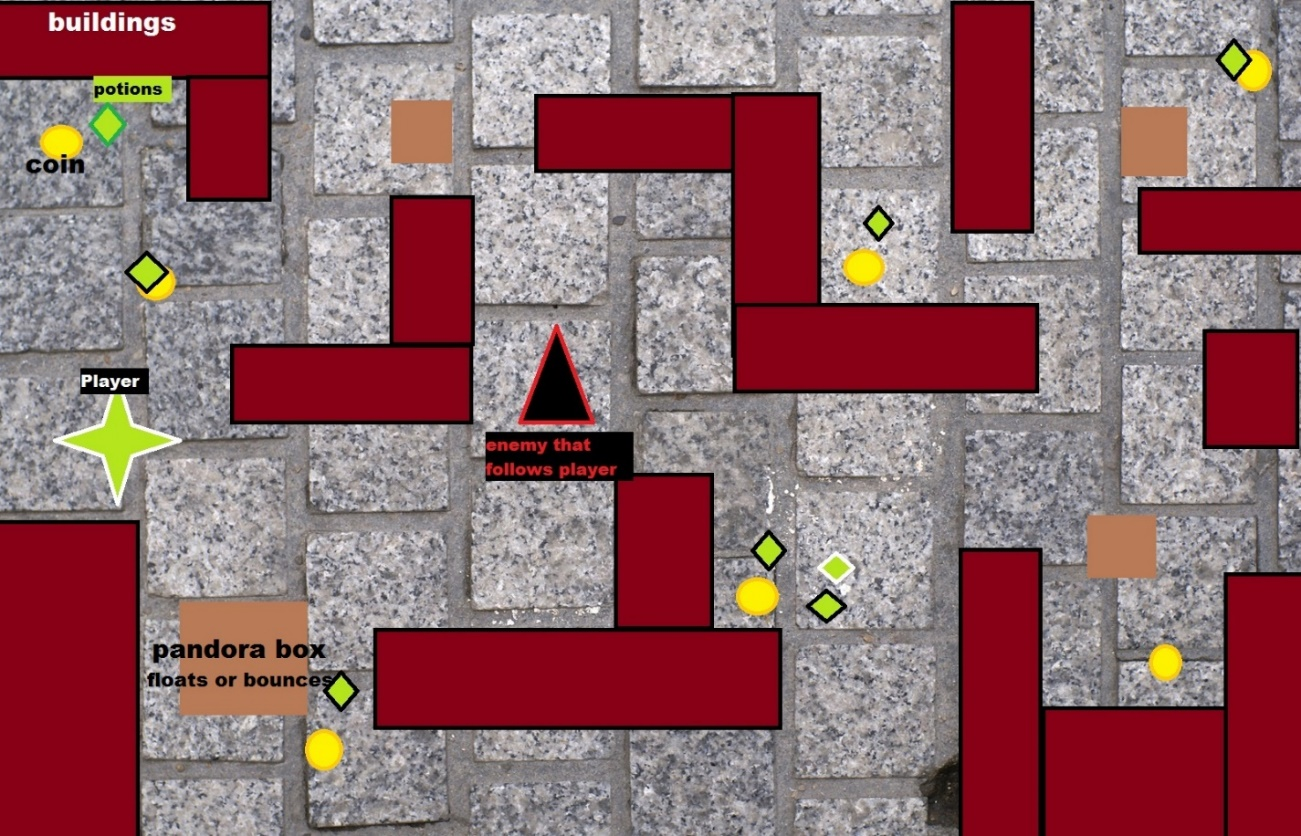 buildings
potions
coin
Player
enemy that
follows player
pandora box
floats or bounces